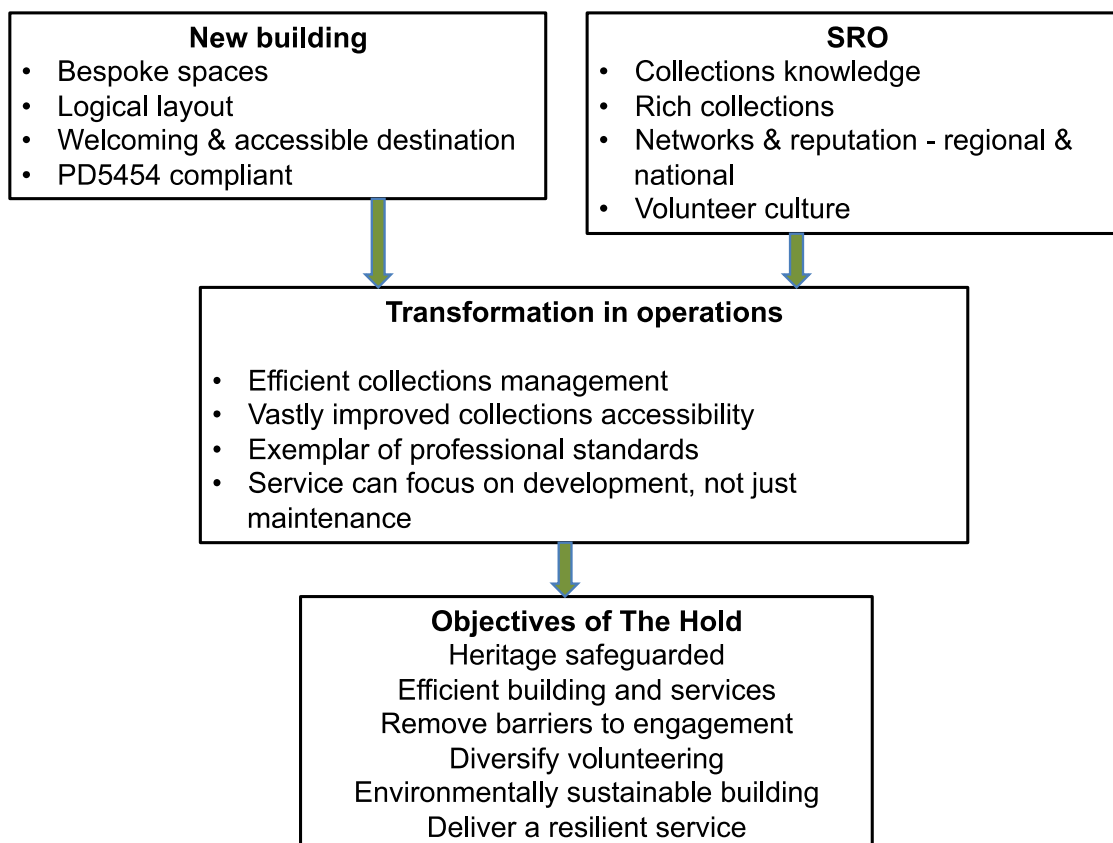 New building
• Bespoke spaces
• Logical layout
• Welcoming & accessible destination
• PD5454 compliant
SRO
• Collections knowledge
• Rich collections
• Networks & reputation - regional &
national
• Volunteer culture
Transformation in operations
• Efficient collections management
• Vastly improved collections accessibility
• Exemplar of professional standards
• Service can focus on development, not just
maintenance
Objectives of The Hold
Heritage safeguarded
Efficient building and services
Remove barriers to engagement
Diversify volunteering
Environmentally sustainable building
Deliver a resilient service